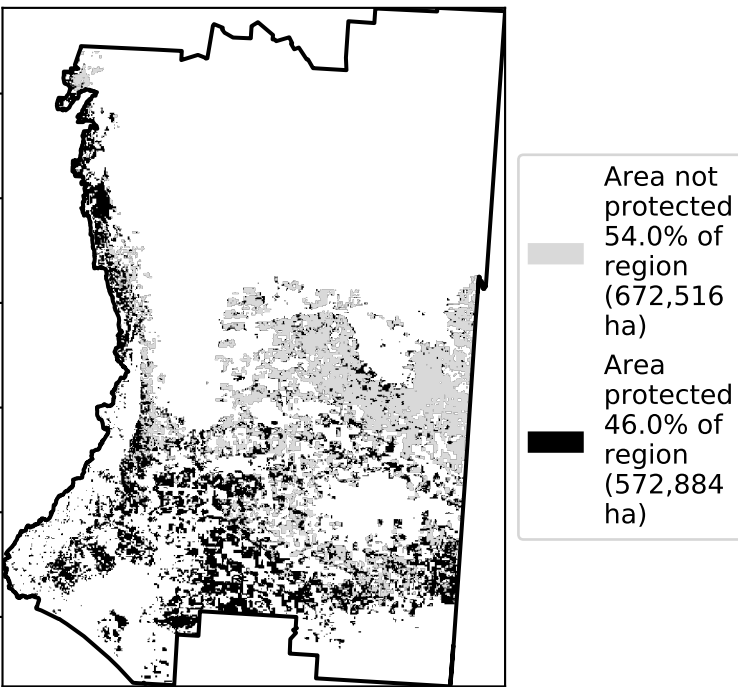 Area not
protected
54.0% of
region
(672,516
ha)
Area
protected
46.0% of
region
(572,884
ha)